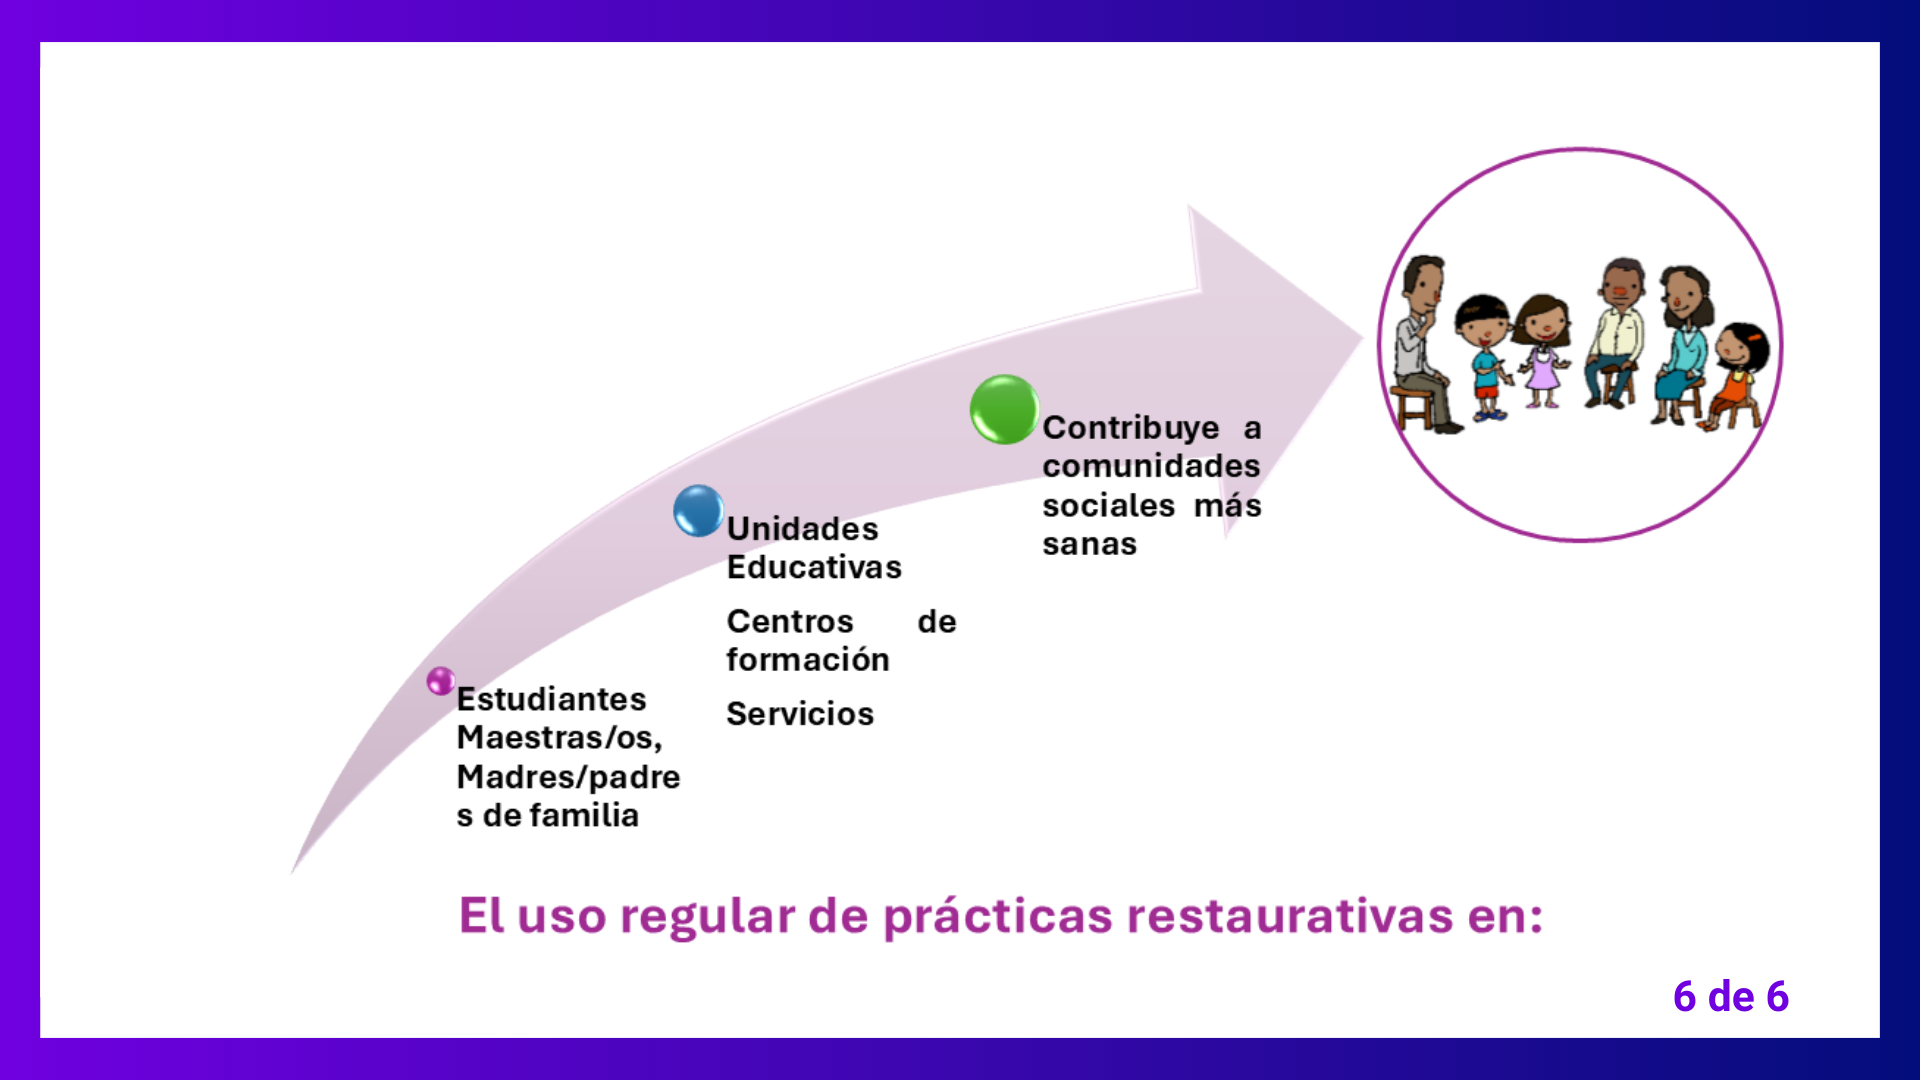 Contribuye a
comunidades
sociales más
sanas
Unidades
Educativas
Centros de
formación
Servicios
Estudiantes
Maestras/os,
Madres/padre
s de familia
El uso regular de prácticas restaurativas en:
6 de 6